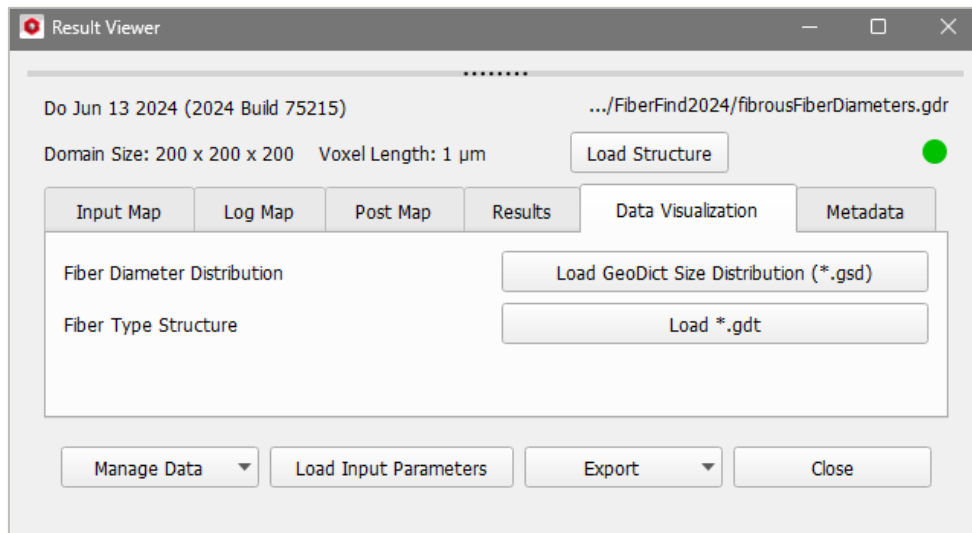 Result Viewer
Do Jun 13 2024 (2024 Build 75215)
.../FiberFind2024/fibrousFiberDiameters.gdr
Domain Size: 200 x 200 x 200 Voxel Length: 1 µm
Load Structure
Input Map Log Map Post Map Results Data Visualization Metadata
Fiber Diameter Distribution Load GeoDict Size Distribution (*.gsd)
Fiber Type Structure Load *.gdt
Manage Data Load Input Parameters Export Close